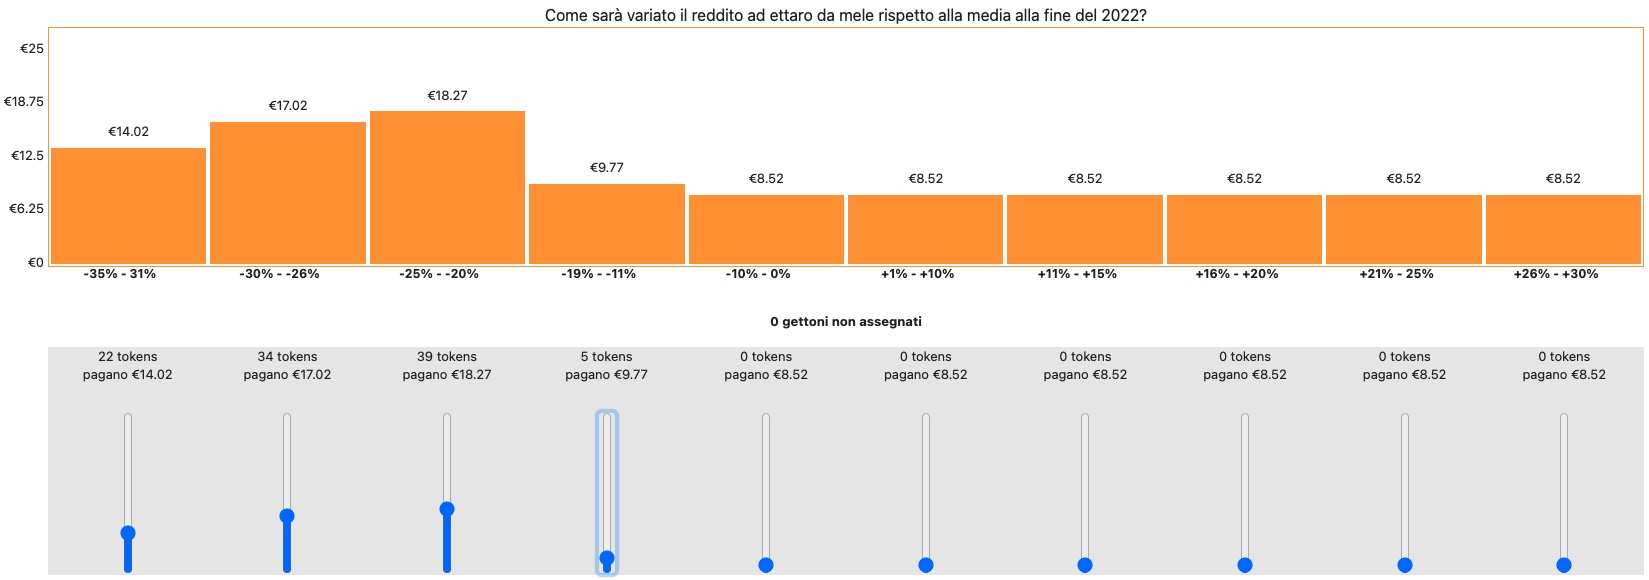 Come sarà variato il reddito ad ettaro da mele rispetto alla media alla fine del 2022?
€25
€18.75
€12.5
€6.25
€0
€14.02
€17.02
€18.27
€9.77
€8.52
€8.52
€8.52
€8.52
€8.52
€8.52
-35% - 31%
-30% - -26%
-25% - -20%
-19% - -11%
-10% - 0%
+1% - +10%
+11% - +15%
+16% - +20%
+21% - 25%
+26% - +30%
0 gettoni non assegnati
22 tokens
pagano €14.02
34 tokens
pagano €17.02
39 tokens
pagano €18.27
5 tokens
pagano €9.77
0 tokens
pagano €8.52
0 tokens
pagano €8.52
0 tokens
pagano €8.52
0 tokens
pagano €8.52
0 tokens
pagano €8.52
0 tokens
pagano €8.52